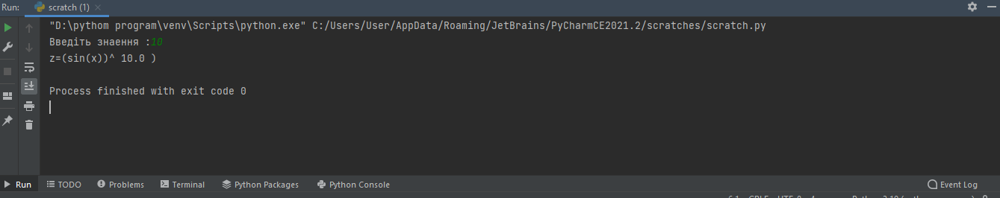 Run: scratch (1)
"D:\pythom program\venv\Scripts\python.exe" C:/Users/User/AppData/Roaming/JetBrains/PyCharmCE2021.2/scratches/scratch.py
Введіть знаення :10
z=(sin(x))^ 10.0 )
Process finished with exit code 0
Run TODO Problems Terminal Python Packages Python Console Event Log